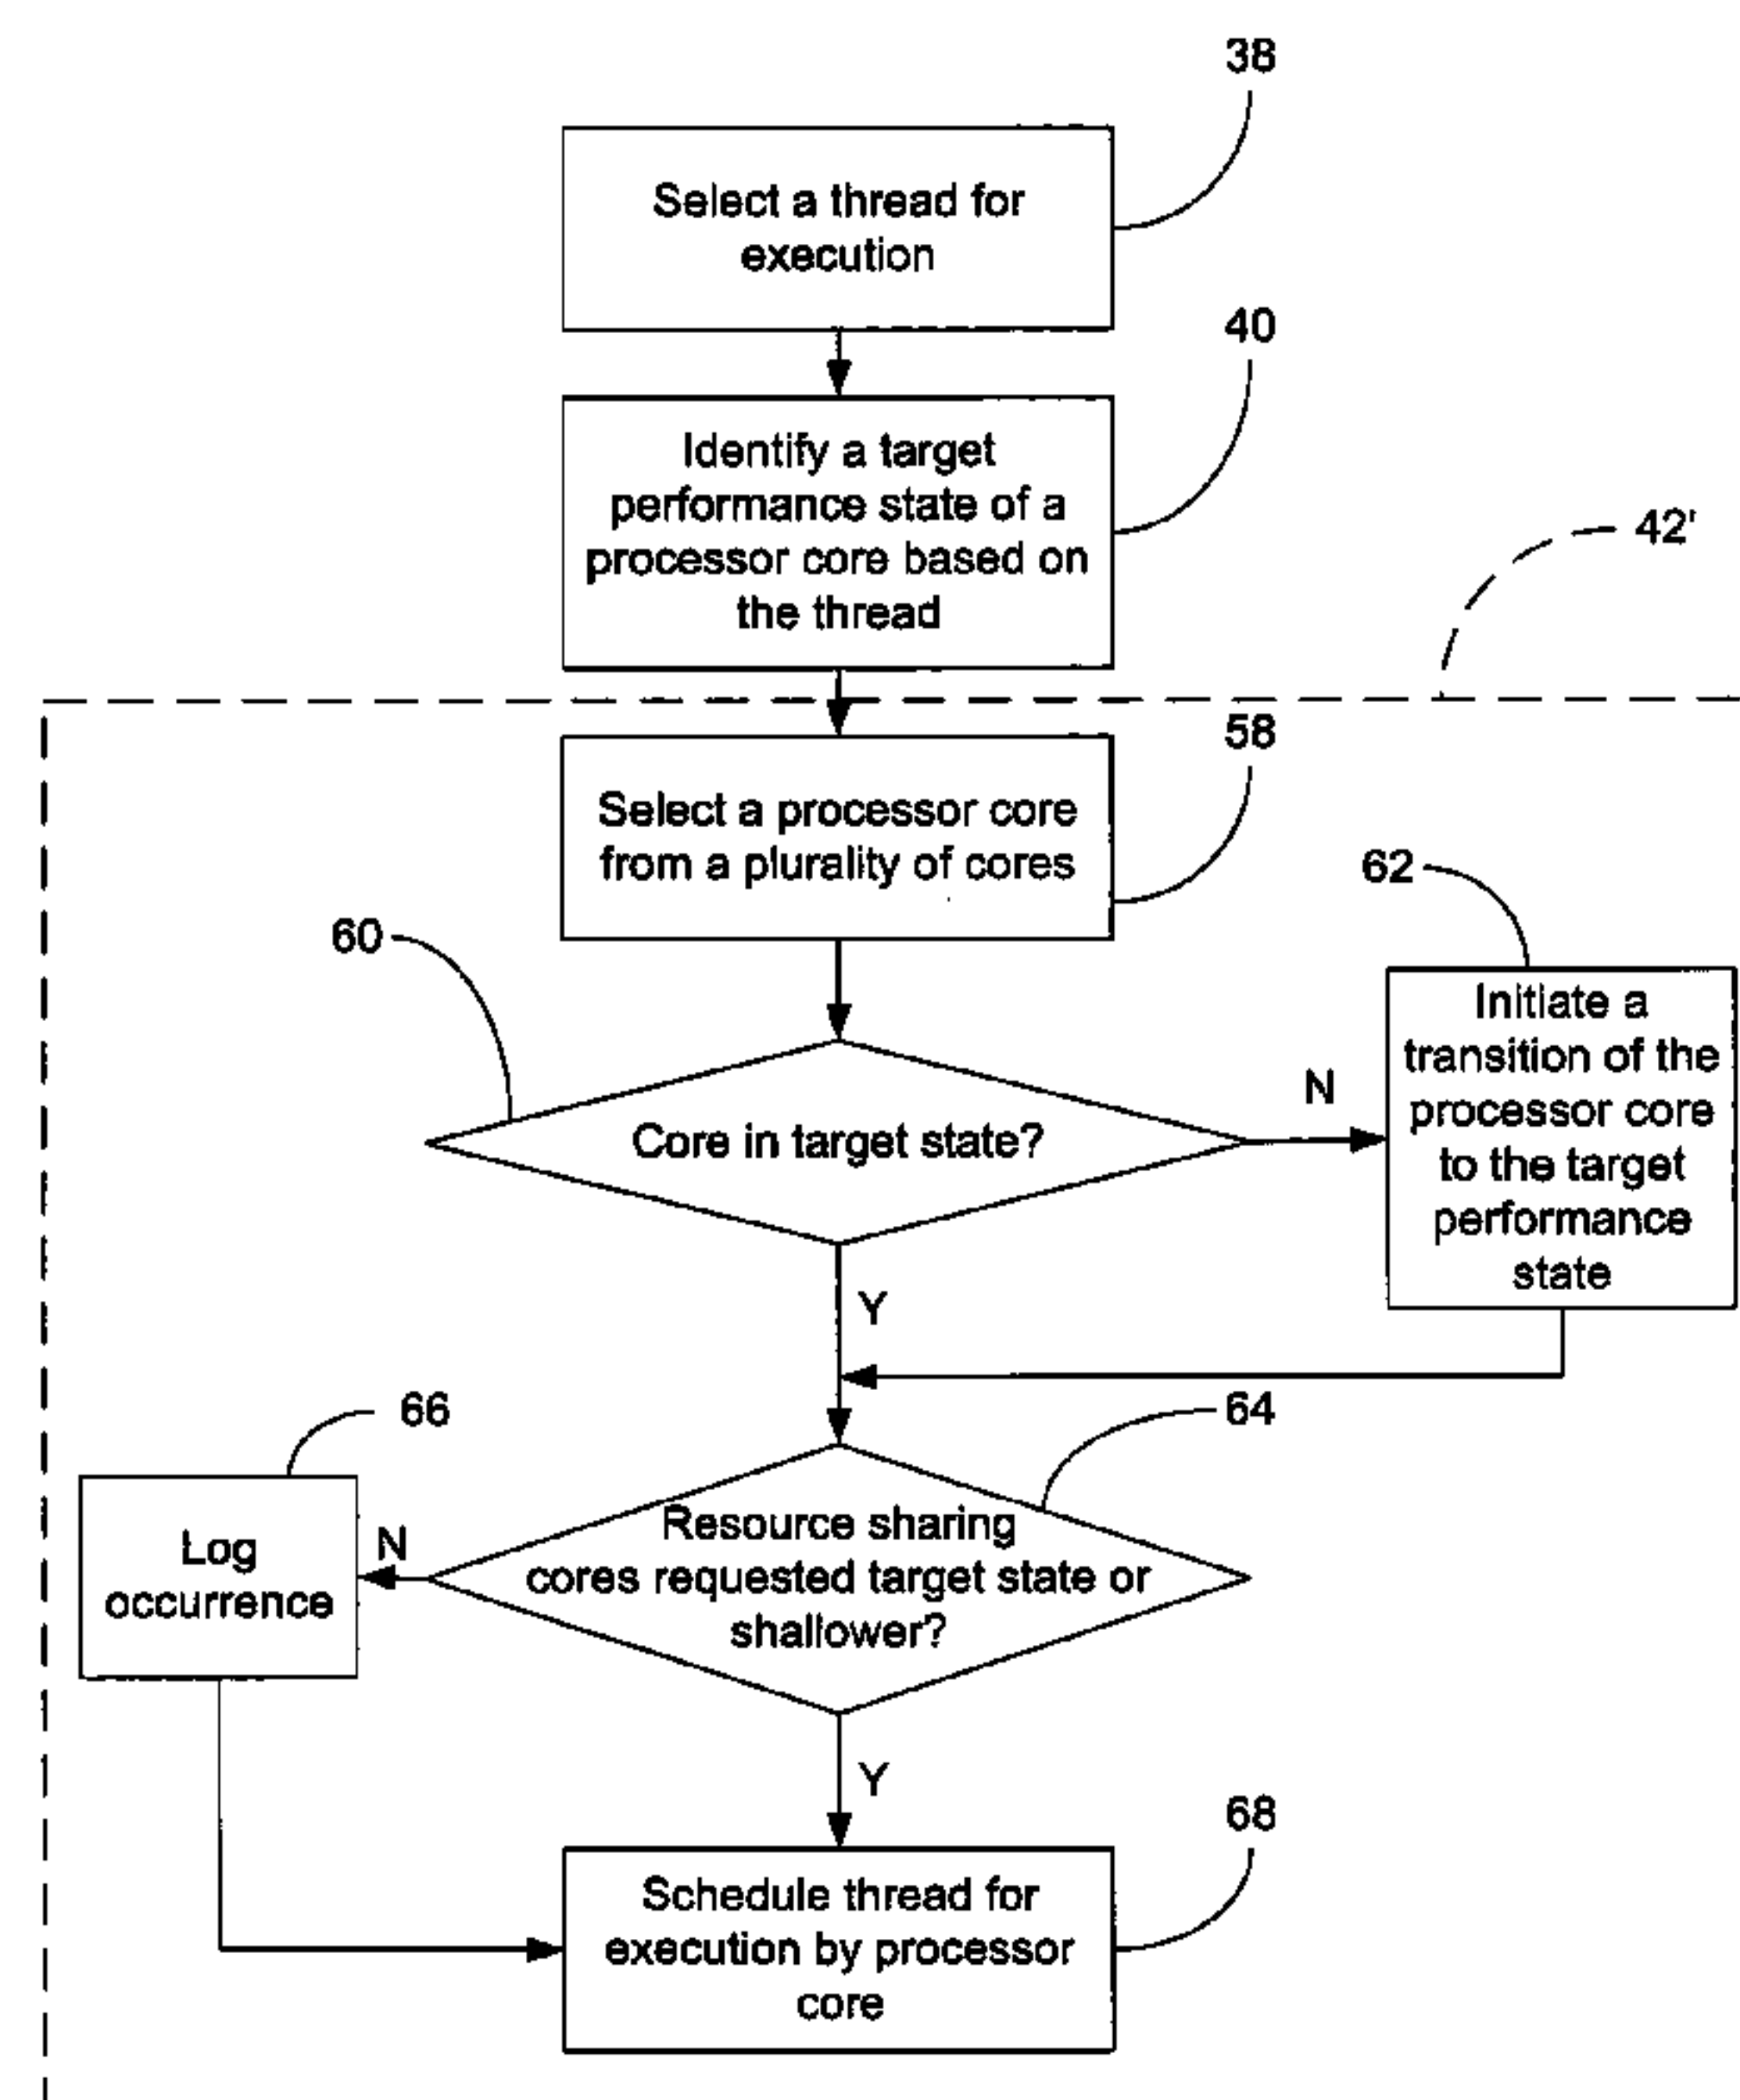 38
Select a thread for
execution
40
Identify a target
performance state of a
processor core based on
the thread
42'
58
Select a processor core
from a plurality of cores
62
60
Initiate a
transition of the
processor core
to the target
performance
state
N
Core in target state?
Y
66
64
Log
occurrence
N
Resource sharing
cores requested target state or
shallower?
Y
68
Schedule thread for
execution by processor
core